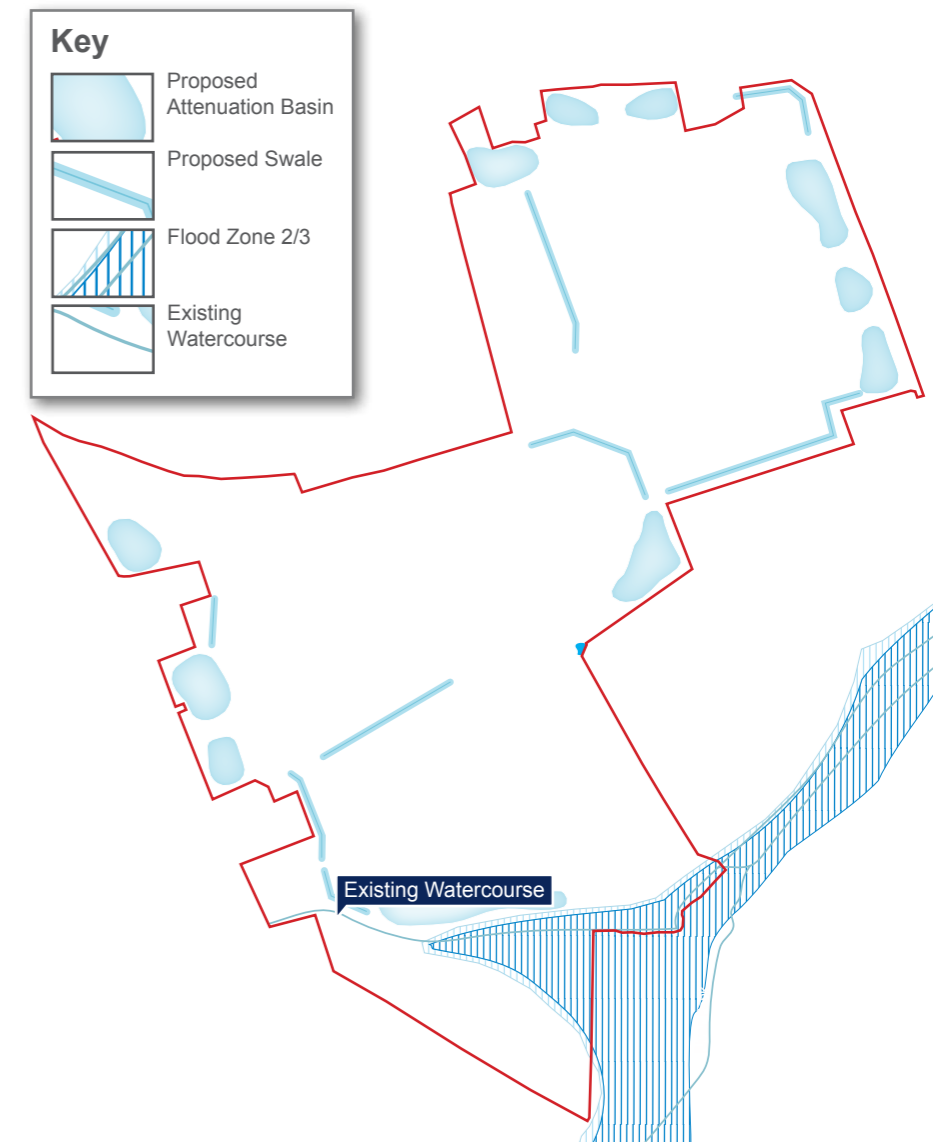 Key
Proposed
Attenuation Basin
Proposed Swale
Flood Zone 2/3
Existing
Watercourse
Existing Watercourse